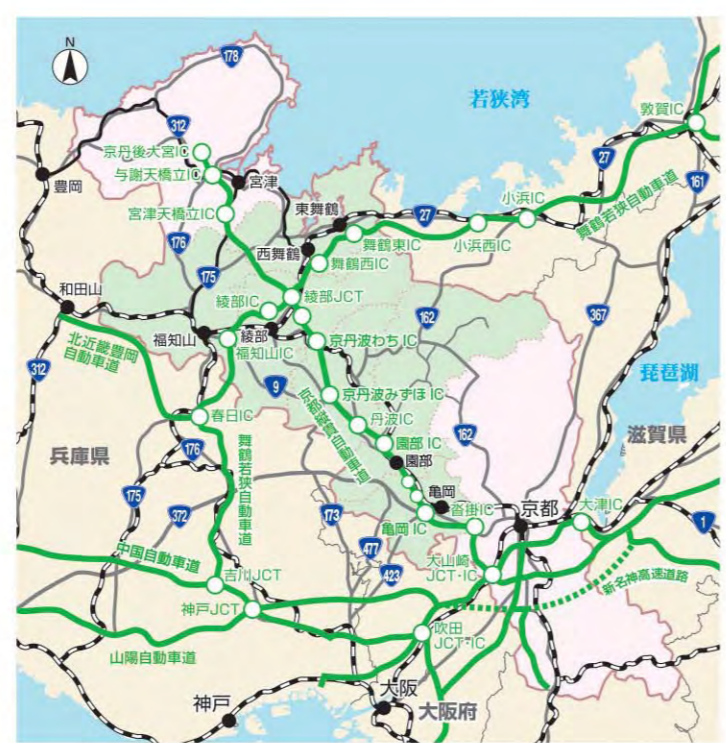 N
178
若狭湾
敦賀IC
312
京丹後大宮IC
27
161
豊岡
与謝天橋立IC
宮津
小浜IC
宮津天橋立IC
東舞鶴
27
舞鶴若狭自動車道
176
西舞鶴
舞鶴東IC
小浜西IC
舞鶴西IC
175
和田山
綾部IC
綾部JCT
162
367
福知山
綾部
京丹波わちIC
北近畿豊岡
自動車道
福知山IC
312
9
京丹波みずほ IC
琵琶湖
京都縦貫自動車道
丹波IC
春日IC
162
滋賀県
園部 IC
兵庫県
176
園部
舞鶴若狭自動車道
175
亀岡
京都
大津IC
372
173
亀岡 IC
沓掛IC
1
477
中国自動車道
大山崎
JCT・IC
423
吉川JCT
新名神高速道路
神戸JCT
吹田
JCT・IC
山陽自動車道
大阪
神戸
大阪府